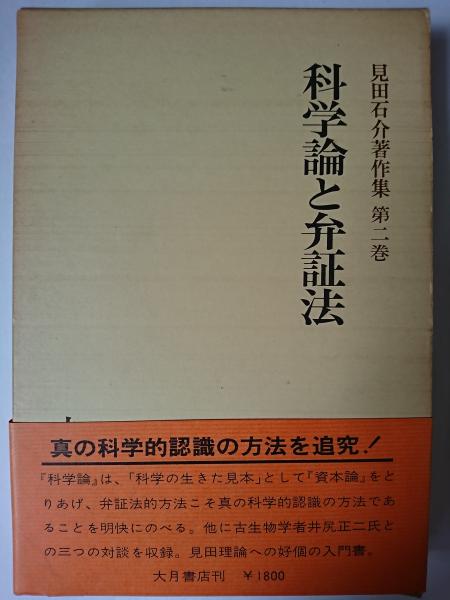 見田石介著作集 第二巻
科学論と弁証法
真の科学的認識の方法を追究!
『科学論』は、「科学の生きた見本」として『資本論』をと
りあげ、弁証法的方法こそ真の科学的認識の方法であ
ることを明快にのべる。他に古生物学者井尻正二氏と
の三つの対談を収録。見田理論への好個の入門書。
大月書店刊 ￥1800